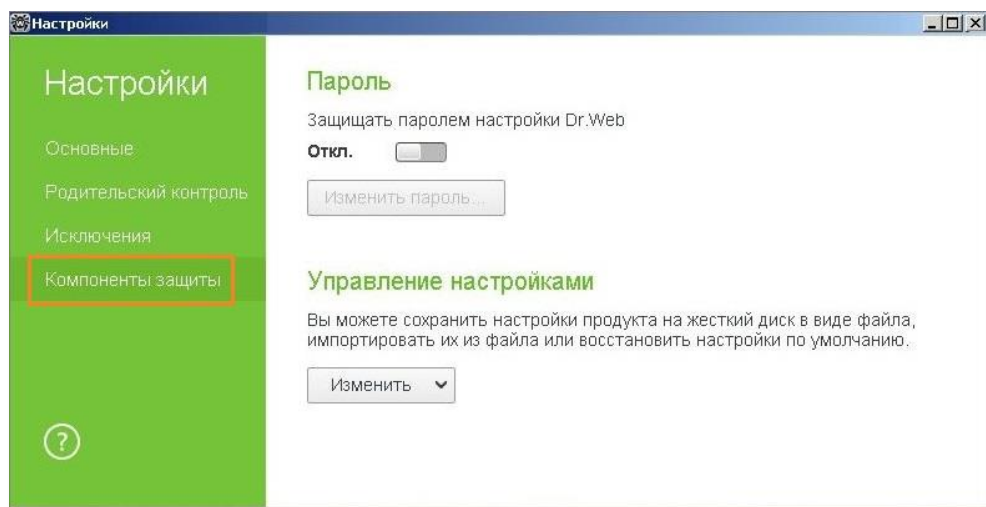 Настройки
Настройки
Основные
Родительский контроль
Исключения
Компоненты защиты
?
Пароль
Защищать паролем настройки Dr.Web
Откл.
Изменить пароль...
Управление настройками
Вы можете сохранить настройки продукта на жесткий диск в виде файла,
импортировать их из файла или восстановить настройки по умолчанию.
Изменить